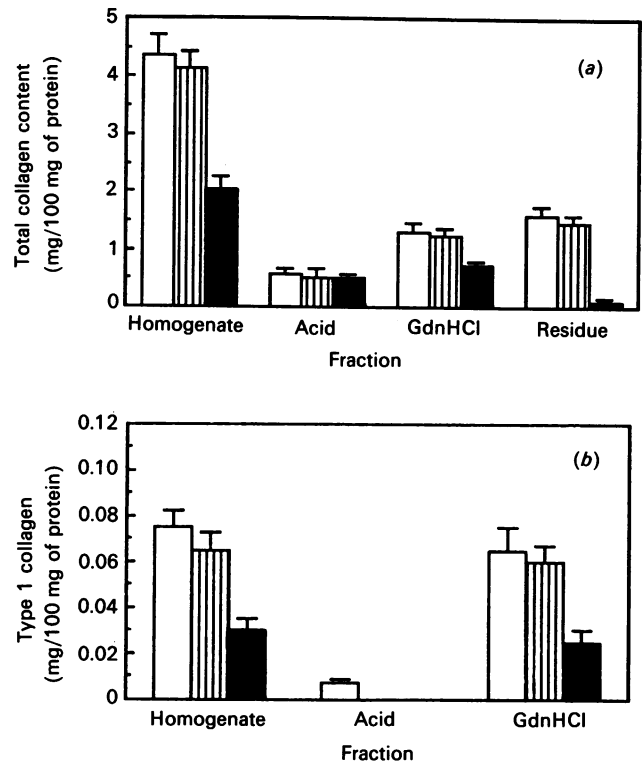 (a)
Total collagen content
(mg/100 mg of protein)
5
4
3
2
1
0
Homogenate Acid GdnHCl Residue
Fraction
(b)
Type 1 collagen
(mg/100 mg of protein)
0.12
0.10
0.08
0.06
0.04
0.02
0
Homogenate Acid GdnHCl
Fraction